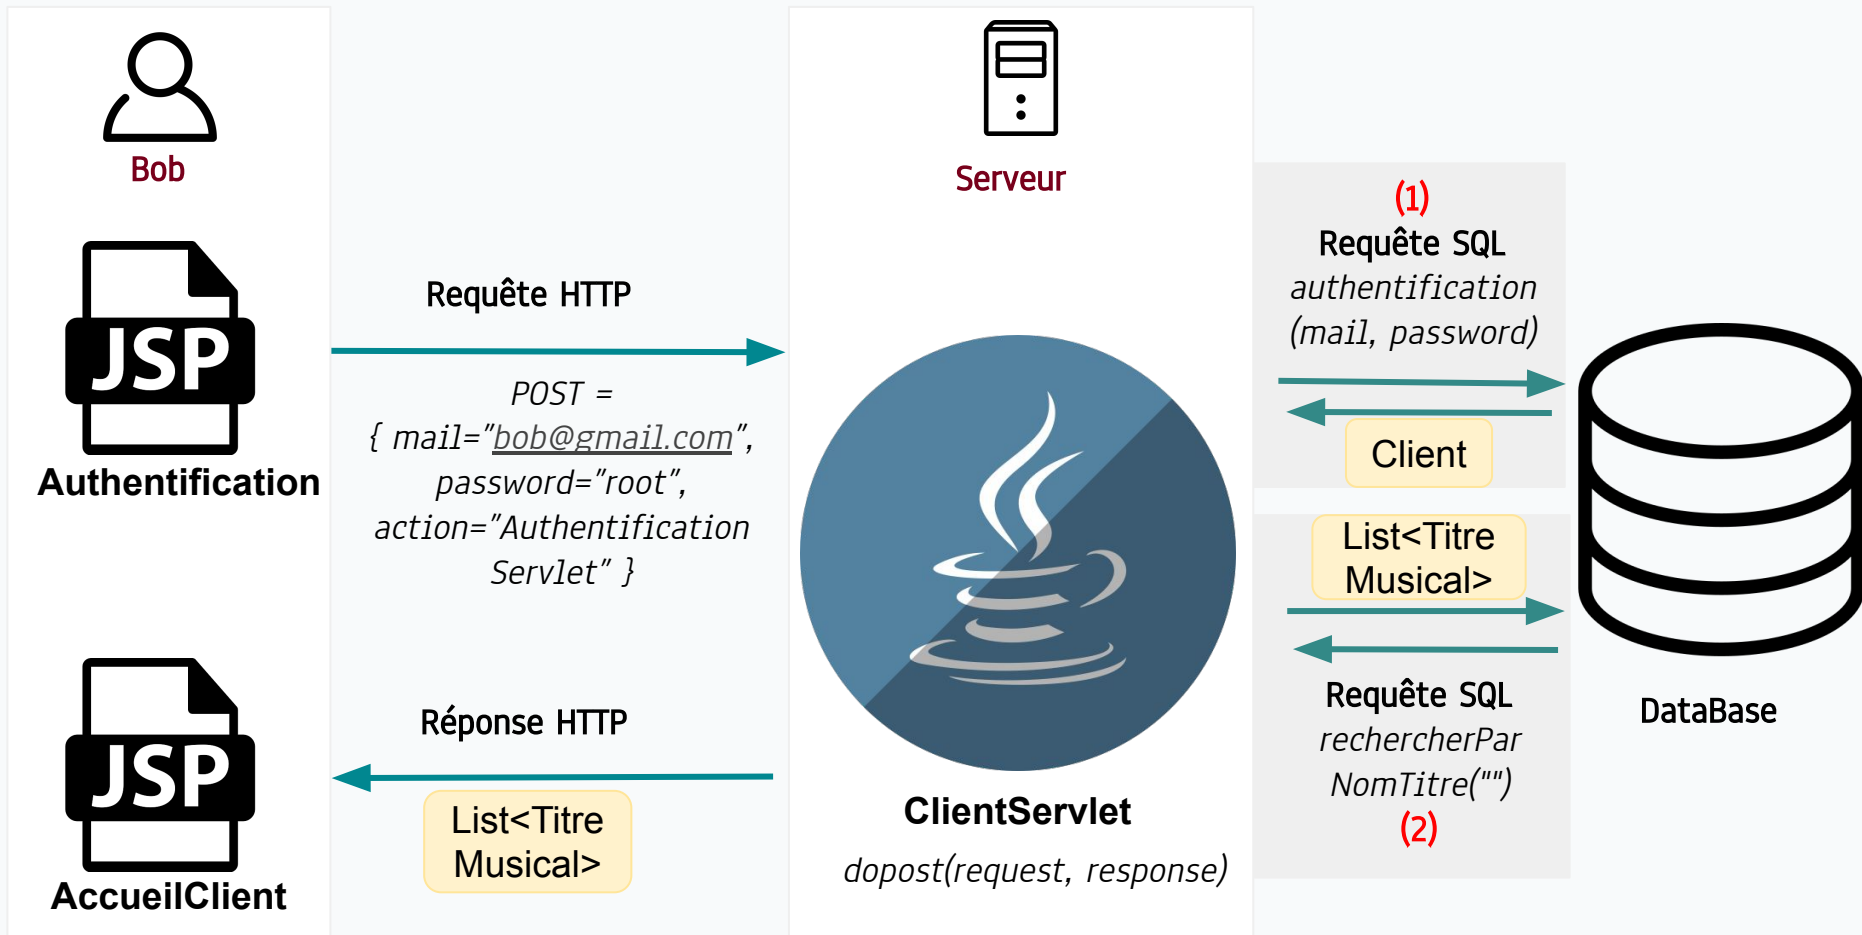 Bob
JSP
Authentification
JSP
AccueilClient
Requête HTTP
POST =
{ mail="bob@gmail.com",
password="root",
action="Authentification
Servlet" }
Réponse HTTP
List<Titre
Musical>
Serveur
ClientServlet
dopost(request, response)
(1)
Requête SQL
authentification
(mail, password)
Client
List<Titre
Musical>
Requête SQL
rechercherPar
NomTitre("")
(2)
DataBase